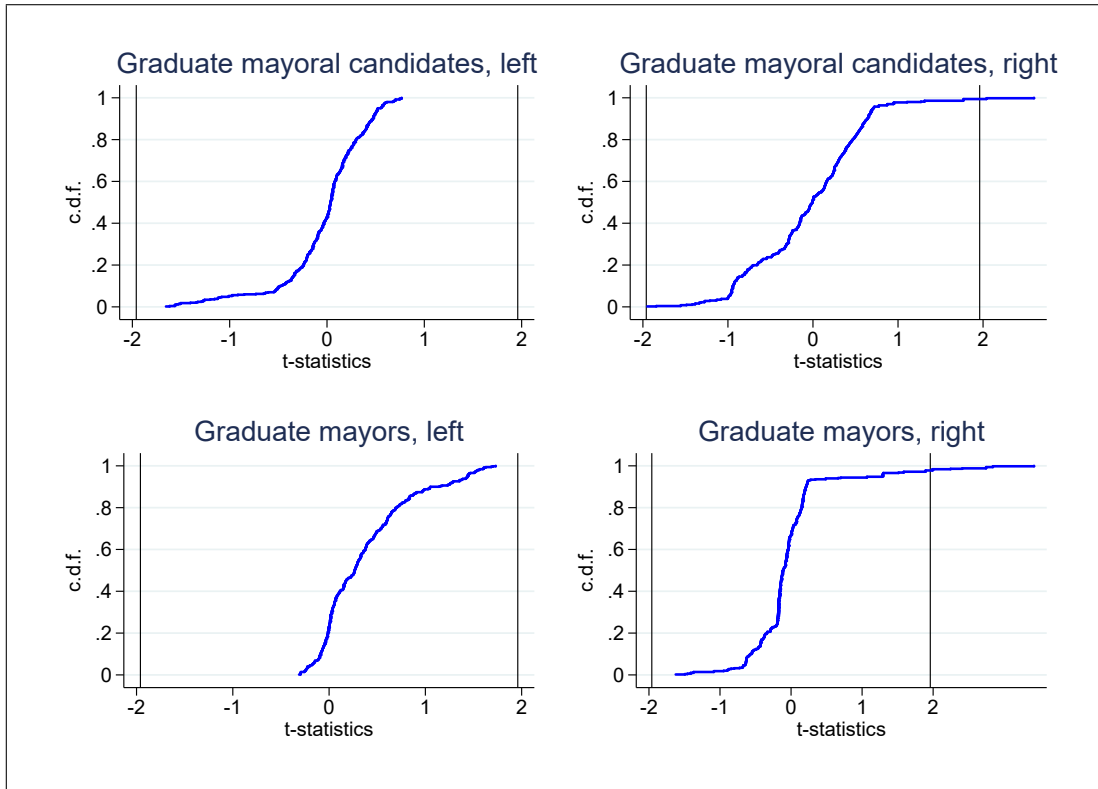 Graduate mayoral candidates, left
1
.8
.6
.4
.2
0
c.d.f.
-2 -1 0 1 2
t-statistics
Graduate mayoral candidates, right
1
.8
.6
.4
.2
0
c.d.f.
-2 -1 0 1 2
t-statistics
Graduate mayors, left
1
.8
.6
.4
.2
0
c.d.f.
-2 -1 0 1 2
t-statistics
Graduate mayors, right
1
.8
.6
.4
.2
0
c.d.f.
-2 -1 0 1 2
t-statistics